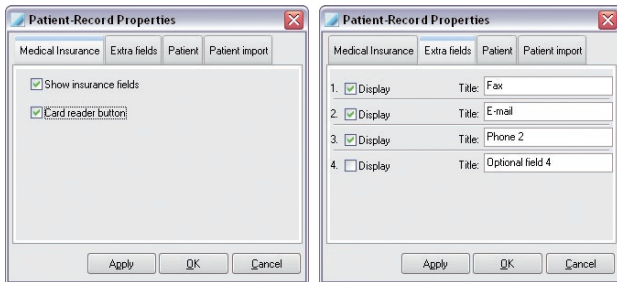 Patient-Record Properties
Medical Insurance Extra fields Patient Patient import
Show insurance fields
Card reader button
Apply OK Cancel
Patient-Record Properties
Medical Insurance Extra fields Patient Patient import
1. Display Title: Fax
2. Display Title: E-mail
3. Display Title: Phone 2
4. Display Title: Optional field 4
Apply OK Cancel